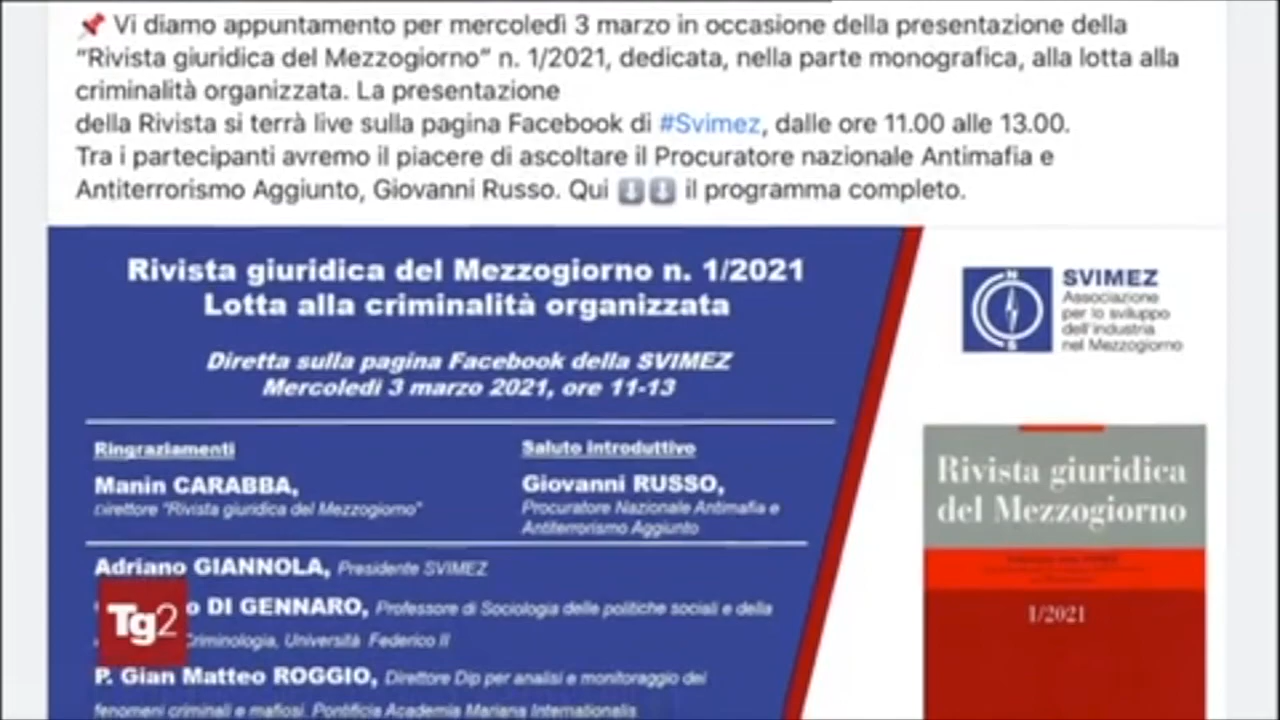 📌 Vi diamo appuntamento per mercoledì 3 marzo in occasione della presentazione della
“Rivista giuridica del Mezzogiorno” n. 1/2021, dedicata, nella parte monografica, alla lotta alla
criminalità organizzata. La presentazione
della Rivista si terrà live sulla pagina Facebook di #Svimez, dalle ore 11.00 alle 13.00.
Tra i partecipanti avremo il piacere di ascoltare il Procuratore nazionale Antimafia e
Antiterrorismo Aggiunto, Giovanni Russo. Qui ⬇️⬇️ il programma completo.
Rivista giuridica del Mezzogiorno n. 1/2021
Lotta alla criminalità organizzata
Diretta sulla pagina Facebook della SVIMEZ
Mercoledì 3 marzo 2021, ore 11-13
Ringraziamenti
Manin CARABBA,
Direttore “Rivista giuridica del Mezzogiorno”
Saluto introduttivo
Giovanni RUSSO,
Procuratore Nazionale Antimafia e
Antiterrorismo Aggiunto
Adriano GIANNOLA, Presidente SVIMEZ
DI GENNARO, Professore di Sociologia delle politiche sociali e della
Criminologia, Università Federico II
P. Gian Matteo ROGGIO, Direttore Dip per analisi e monitoraggio dei
fenomeni criminali e mafiosi, Pontificia Academia Mariana Internationalis
Tg2
N
S
SVIMEZ
Associazione
per lo sviluppo
dell'industria
nel Mezzogiorno
Rivista giuridica
del Mezzogiorno
1/2021